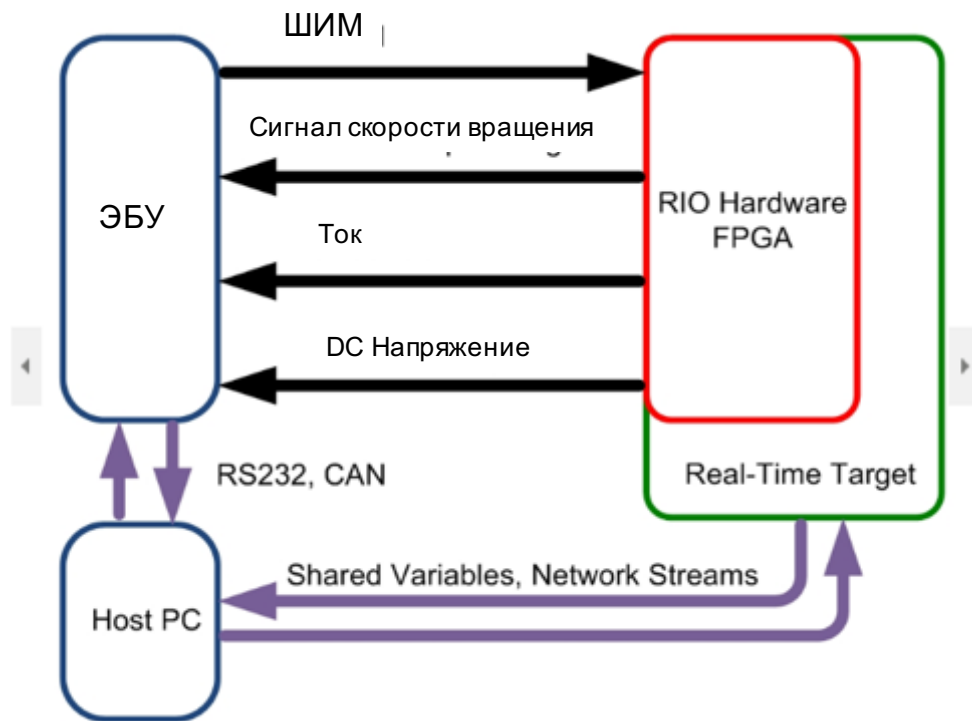 ШИМ
Сигнал скорости вращения
ЭБУ
RIO Hardware
FPGA
Ток
DC Напряжение
RS232, CAN
Real-Time Target
Shared Variables, Network Streams
Host PC